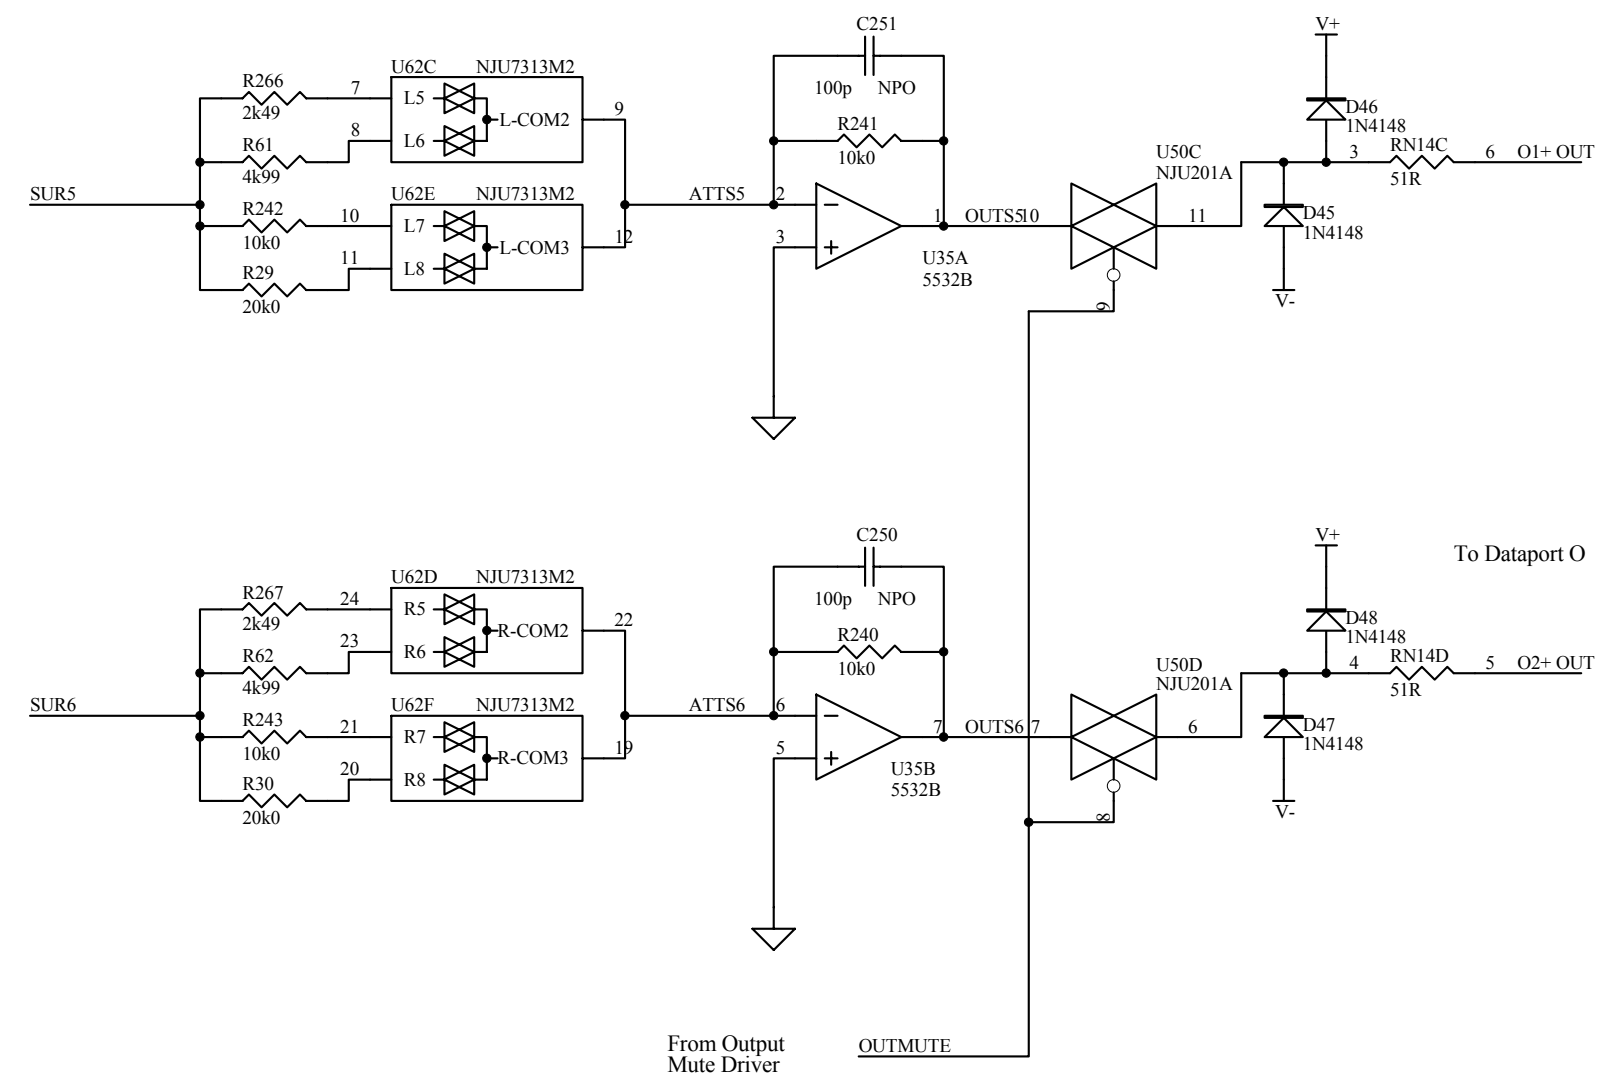 C251
100p NPO
R241
10k0
R266
2k49
R61
4k99
R242
10k0
R29
20k0
SUR5
7
8
10
11
U62C NJU7313M2
L5
L6
L-COM2
9
U62E NJU7313M2
L7
L8
L-COM3
12
ATTS5
2
3
1
U35A
5532B
OUTS5
10
U50C
NJU201A
11
9
V+
D46
1N4148
D45
1N4148
V-
3
RN14C
51R
6
O1+ OUT
C250
100p NPO
R240
10k0
R267
2k49
R62
4k99
R243
10k0
R30
20k0
SUR6
24
23
21
20
U62D NJU7313M2
R5
R6
R-COM2
22
U62F NJU7313M2
R7
R8
R-COM3
19
ATTS6
6
5
7
U35B
5532B
OUTS6
7
U50D
NJU201A
6
8
V+
D48
1N4148
D47
1N4148
V-
4
RN14D
51R
5
O2+ OUT
To Dataport O
From Output
Mute Driver
OUTMUTE